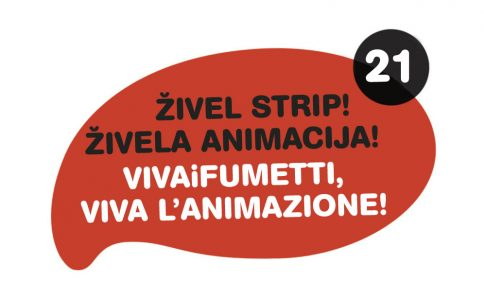 21
ŽIVEL STRIP!
ŽIVELA ANIMACIJA!
VIVAiFUMETTI,
VIVA L’ANIMAZIONE!